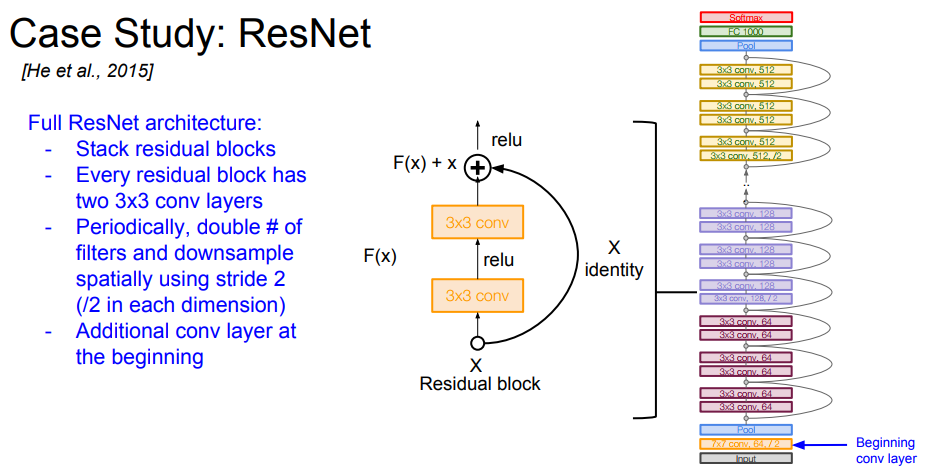 Case Study: ResNet
[He et al., 2015]
Full ResNet architecture:
- Stack residual blocks
- Every residual block has
two 3x3 conv layers
- Periodically, double # of
filters and downsample
spatially using stride 2
(/2 in each dimension)
- Additional conv layer at
the beginning
relu
F(x) + x
+
3x3 conv
F(x)
relu
3x3 conv
X
Residual block
X
identity
Softmax
FC 1000
Pool
3x3 conv, 512
3x3 conv, 512
3x3 conv, 512
3x3 conv, 512
3x3 conv, 512
3x3 conv, 512, /2
..
3x3 conv, 128
3x3 conv, 128
3x3 conv, 128
3x3 conv, 128
3x3 conv, 128
3x3 conv, 128, / 2
3x3 conv, 64
3x3 conv, 64
3x3 conv, 64
3x3 conv, 64
3x3 conv, 64
3x3 conv, 64
Pool
7x7 conv, 64, / 2
Input
Beginning
conv layer